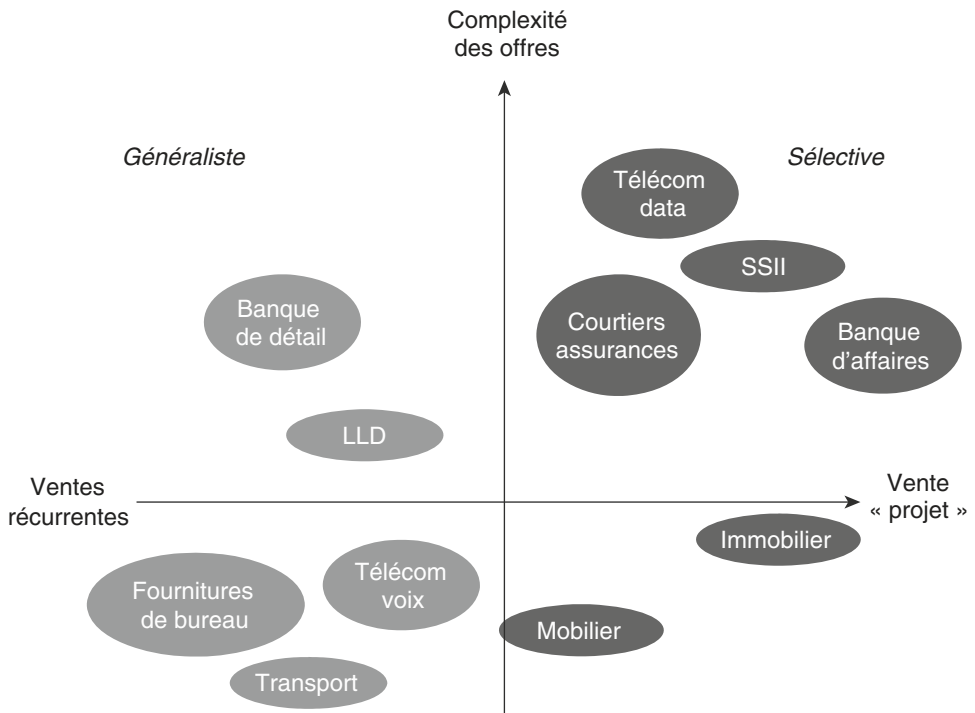 Complexité
des offres
Généraliste
Sélective
Télécom
data
SSII
Banque
de détail
Courtiers
assurances
Banque
d'affaires
LLD
Ventes
récurrentes
Vente
« projet »
Immobilier
Télécom
voix
Fournitures
de bureau
Mobilier
Transport